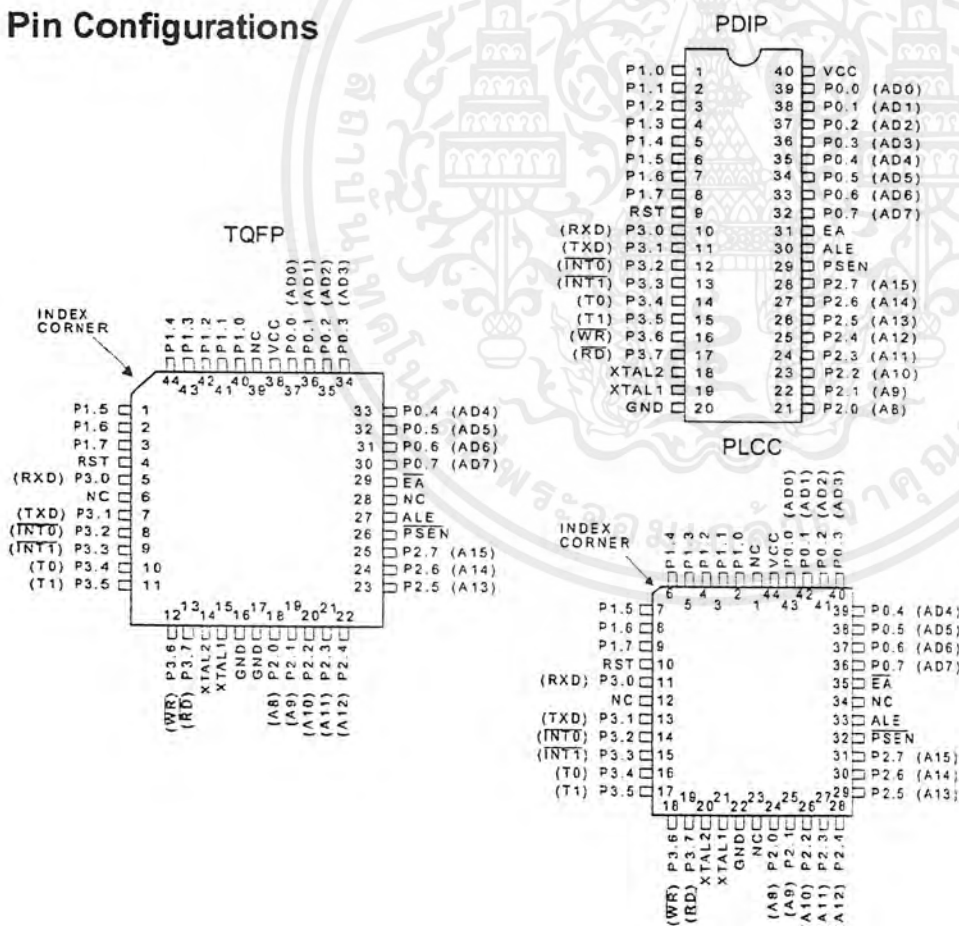 Pin Configurations
PDIP
P1.0 1 40 VCC
P1.1 2 39 P0.0 (AD0)
P1.2 3 38 P0.1 (AD1)
P1.3 4 37 P0.2 (AD2)
P1.4 5 36 P0.3 (AD3)
P1.5 6 35 P0.4 (AD4)
P1.6 7 34 P0.5 (AD5)
P1.7 8 33 P0.6 (AD6)
RST 9 32 P0.7 (AD7)
(RXD) P3.0 10 31 EA
(TXD) P3.1 11 30 ALE
(INT0) P3.2 12 29 PSEN
(INT1) P3.3 13 28 P2.7 (A15)
(T0) P3.4 14 27 P2.6 (A14)
(T1) P3.5 15 26 P2.5 (A13)
(WR) P3.6 16 25 P2.4 (A12)
(RD) P3.7 17 24 P2.3 (A11)
XTAL2 18 23 P2.2 (A10)
XTAL1 19 22 P2.1 (A9)
GND 20 21 P2.0 (A8)
TQFP
INDEX
CORNER
P1.4 P1.3 P1.2 P1.1 P1.0 NC VCC P0.0 (AD0) P0.1 (AD1) P0.2 (AD2) P0.3 (AD3)
44 43 42 41 40 39 38 37 36 35 34
P1.5 1 33 P0.4 (AD4)
P1.6 2 32 P0.5 (AD5)
P1.7 3 31 P0.6 (AD6)
RST 4 30 P0.7 (AD7)
(RXD) P3.0 5 29 EA
NC 6 28 NC
(TXD) P3.1 7 27 ALE
(INT0) P3.2 8 26 PSEN
(INT1) P3.3 9 25 P2.7 (A15)
(T0) P3.4 10 24 P2.6 (A14)
(T1) P3.5 11 23 P2.5 (A13)
12 13 14 15 16 17 18 19 20 21 22
(WR) P3.6 (RD) P3.7 XTAL2 XTAL1 GND GND (A8) P2.0 (A9) P2.1 (A10) P2.2 (A11) P2.3 (A12) P2.4
PLCC
INDEX
CORNER
P1.4 P1.3 P1.2 P1.1 P1.0 NC VCC P0.0 (AD0) P0.1 (AD1) P0.2 (AD2) P0.3 (AD3)
6 5 4 3 2 1 44 43 42 41 40
P1.5 7 39 P0.4 (AD4)
P1.6 8 38 P0.5 (AD5)
P1.7 9 37 P0.6 (AD6)
RST 10 36 P0.7 (AD7)
(RXD) P3.0 11 35 EA
NC 12 34 NC
(TXD) P3.1 13 33 ALE
(INT0) P3.2 14 32 PSEN
(INT1) P3.3 15 31 P2.7 (A15)
(T0) P3.4 16 30 P2.6 (A14)
(T1) P3.5 17 29 P2.5 (A13)
18 19 20 21 22 23 24 25 26 27 28
(WR) P3.6 (RD) P3.7 XTAL2 XTAL1 GND NC (A8) P2.0 (A9) P2.1 (A10) P2.2 (A11) P2.3 (A12) P2.4